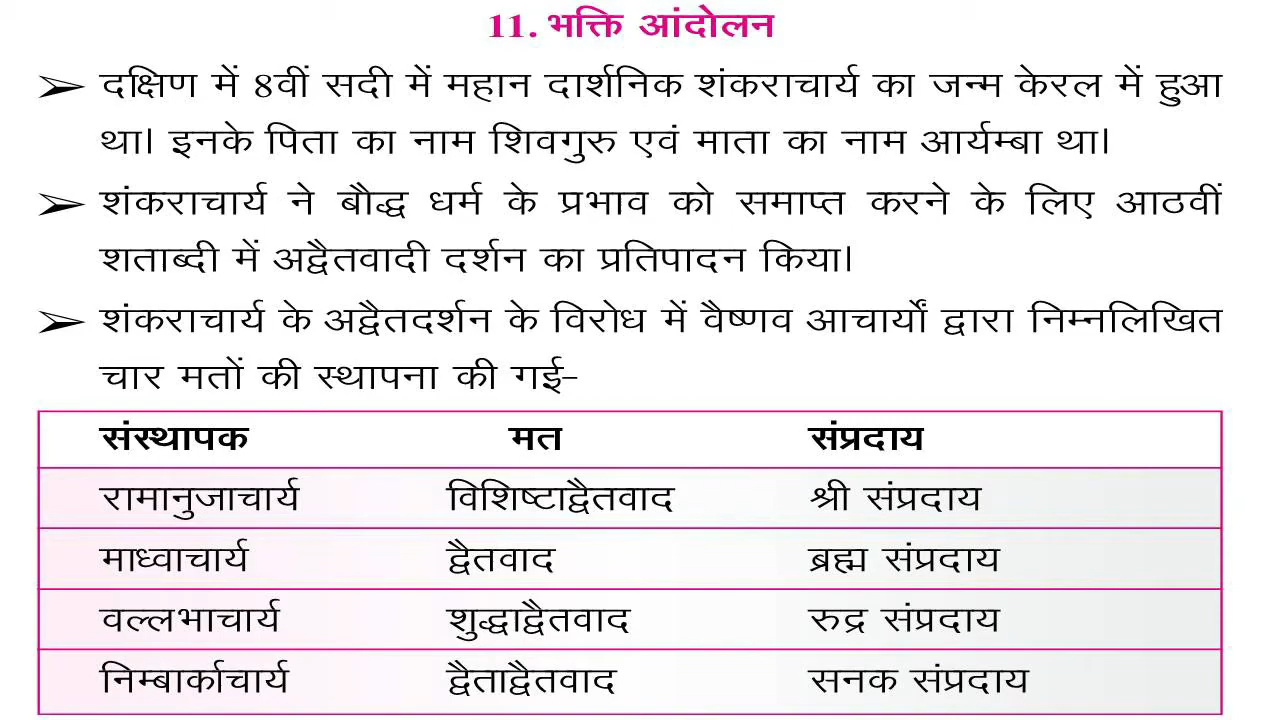 11. भक्ति आंदोलन
➢ दक्षिण में 8वीं सदी में महान दार्शनिक शंकराचार्य का जन्म केरल में हुआ
था। इनके पिता का नाम शिवगुरु एवं माता का नाम आर्यम्बा था।
➢ शंकराचार्य ने बौद्ध धर्म के प्रभाव को समाप्त करने के लिए आठवीं
शताब्दी में अद्वैतवादी दर्शन का प्रतिपादन किया।
➢ शंकराचार्य के अद्वैतदर्शन के विरोध में वैष्णव आचार्यों द्वारा निम्नलिखित
चार मतों की स्थापना की गई–
संस्थापक मत संप्रदाय
रामानुजाचार्य विशिष्टाद्वैतवाद श्री संप्रदाय
माध्वाचार्य द्वैतवाद ब्रह्म संप्रदाय
वल्लभाचार्य शुद्धाद्वैतवाद रुद्र संप्रदाय
निम्बार्काचार्य द्वैताद्वैतवाद सनक संप्रदाय